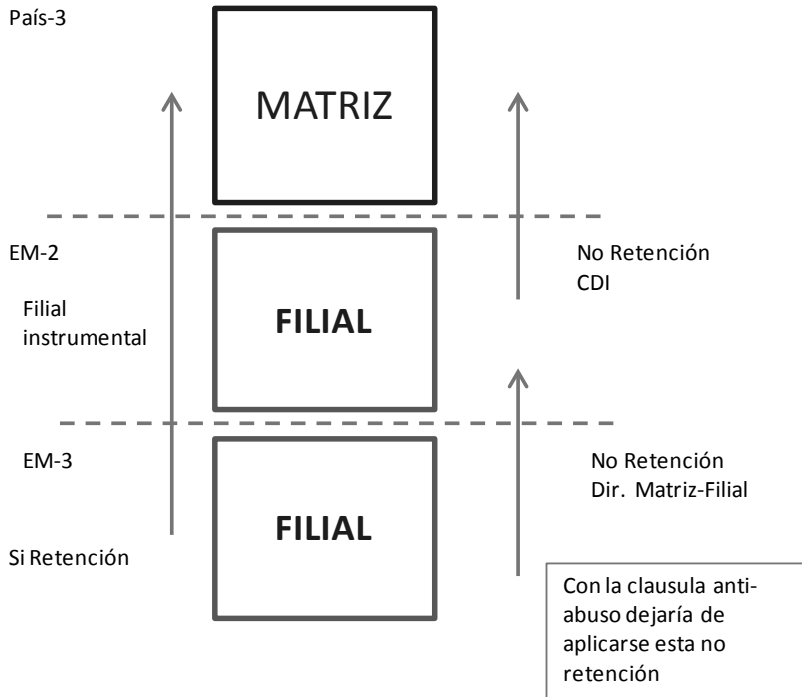 País-3
MATRIZ
EM-2
Filial
instrumental
FILIAL
No Retención
CDI
EM-3
Si Retención
FILIAL
No Retención
Dir. Matriz-Filial
Con la clausula anti-
abuso dejaría de
aplicarse esta no
retención